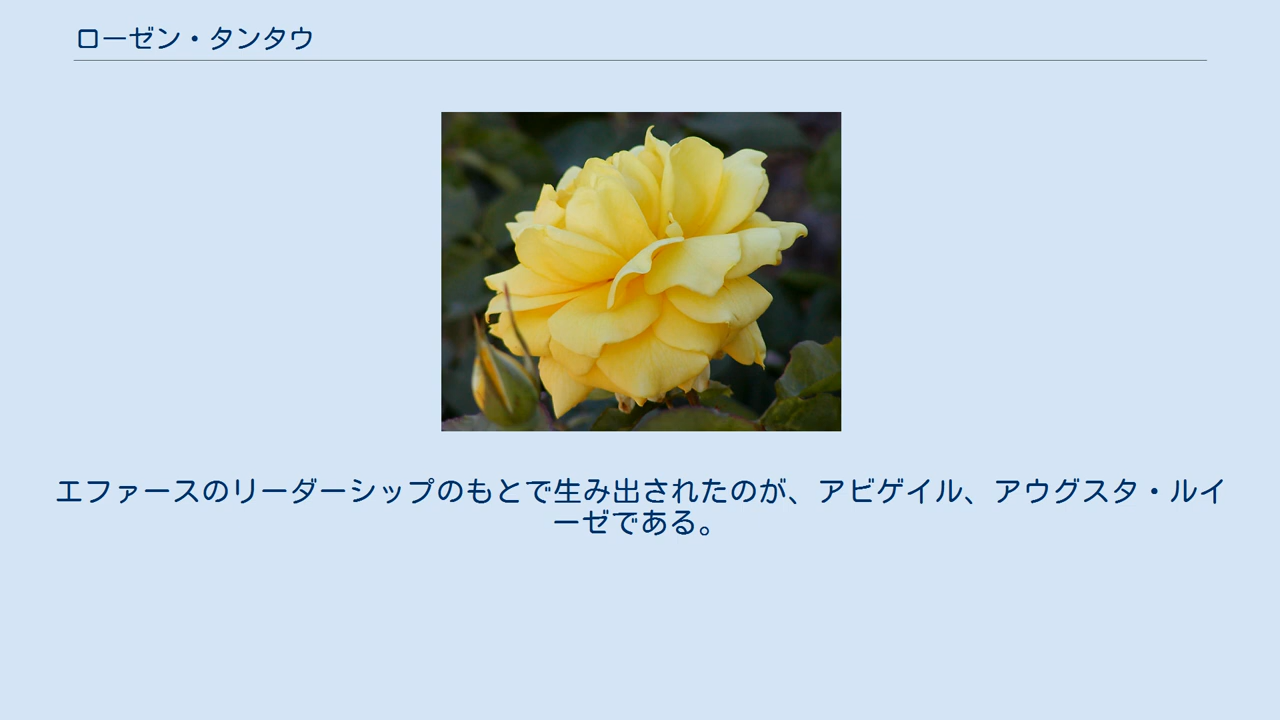 ローゼン・タンタウ
エファースのリーダーシップのもとで生み出されたのが、アビゲイル、アウグスタ・ルイ
ーゼである。